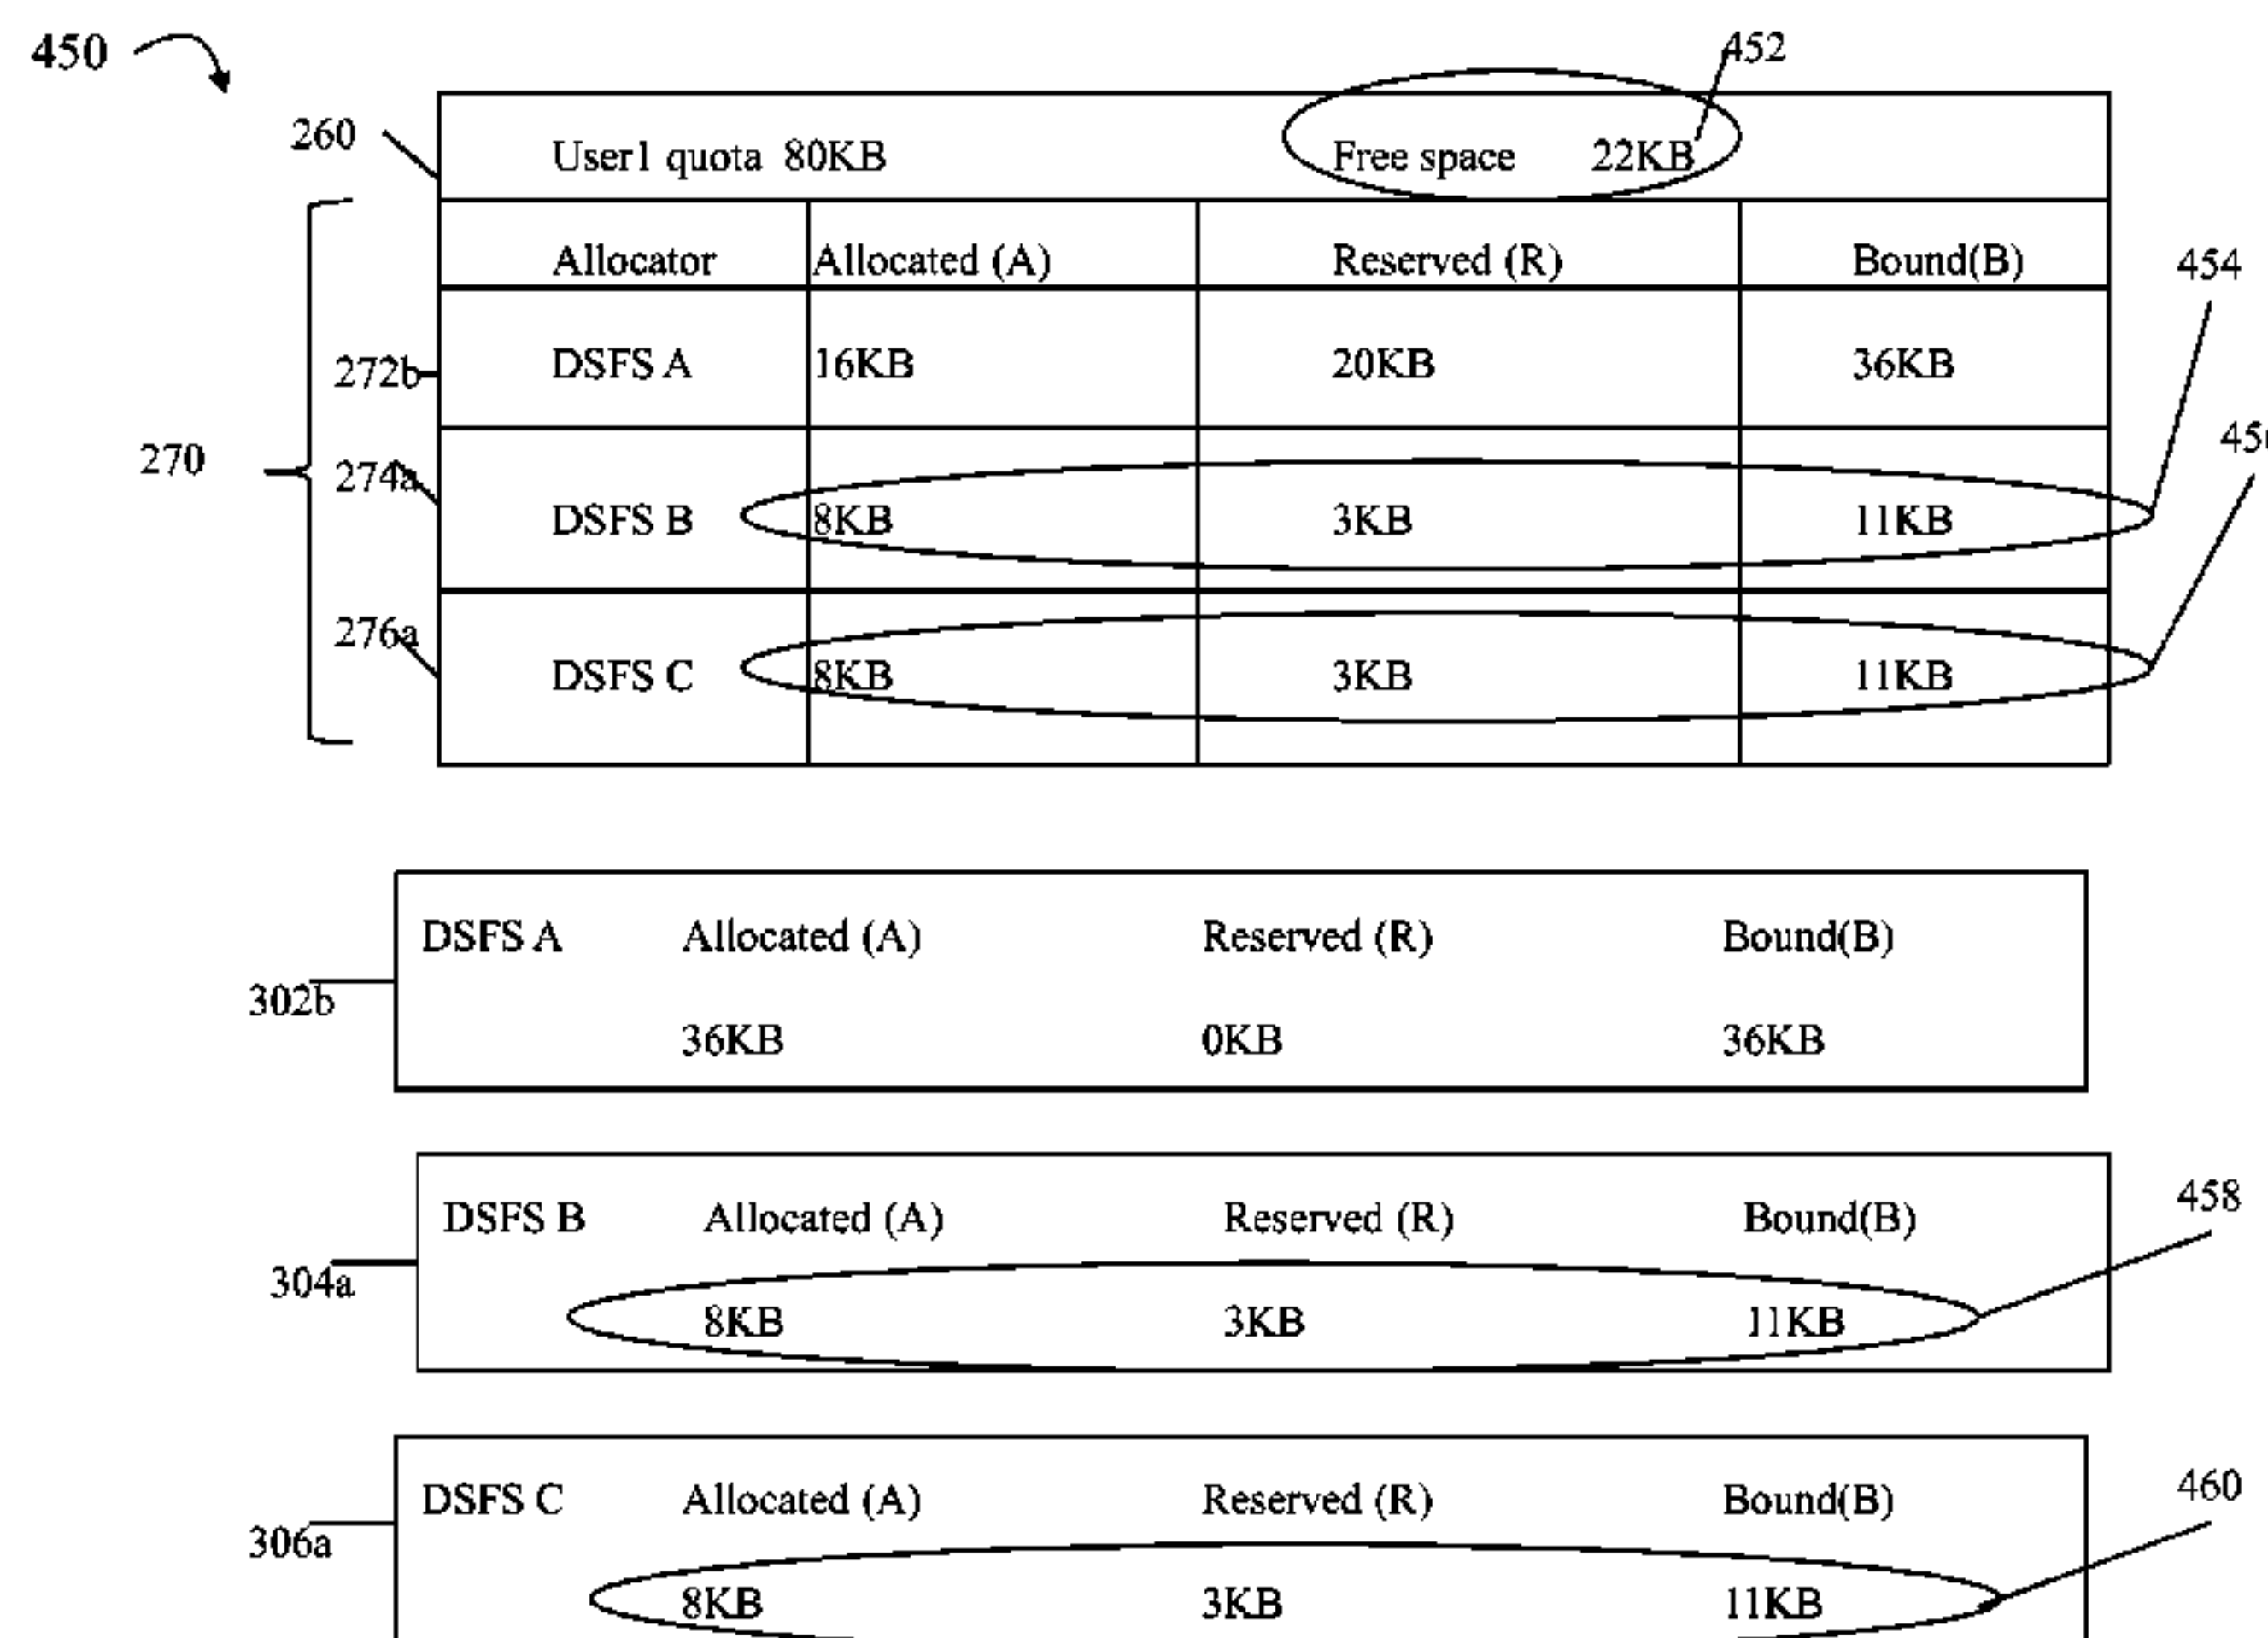 450
452
260
User1 quota 80KB Free space 22KB
Allocator Allocated (A) Reserved (R) Bound(B)
454
272b DSFS A 16KB 20KB 36KB
270
274a DSFS B 8KB 3KB 11KB
276a DSFS C 8KB 3KB 11KB
DSFS A Allocated (A) Reserved (R) Bound(B)
302b
36KB 0KB 36KB
DSFS B Allocated (A) Reserved (R) Bound(B)
458
304a
8KB 3KB 11KB
DSFS C Allocated (A) Reserved (R) Bound(B)
460
306a
8KB 3KB 11KB